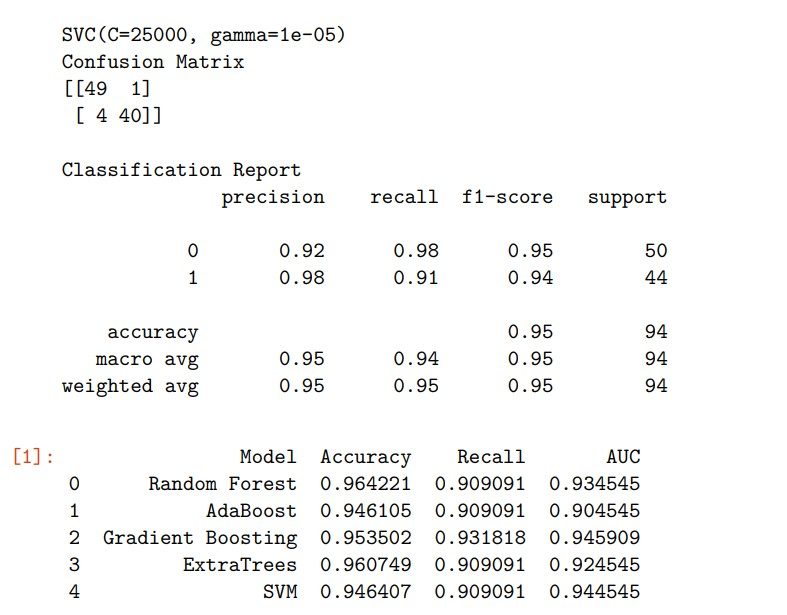 SVC(C=25000, gamma=1e-05)
Confusion Matrix
[[49  1]
 [ 4 40]]
Classification Report
precision recall f1-score support
0 0.92 0.98 0.95 50
1 0.98 0.91 0.94 44
accuracy 0.95 94
macro avg 0.95 0.94 0.95 94
weighted avg 0.95 0.95 0.95 94
[1]: Model Accuracy Recall AUC
0 Random Forest 0.964221 0.909091 0.934545
1 AdaBoost 0.946105 0.909091 0.904545
2 Gradient Boosting 0.953502 0.931818 0.945909
3 ExtraTrees 0.960749 0.909091 0.924545
4 SVM 0.946407 0.909091 0.944545